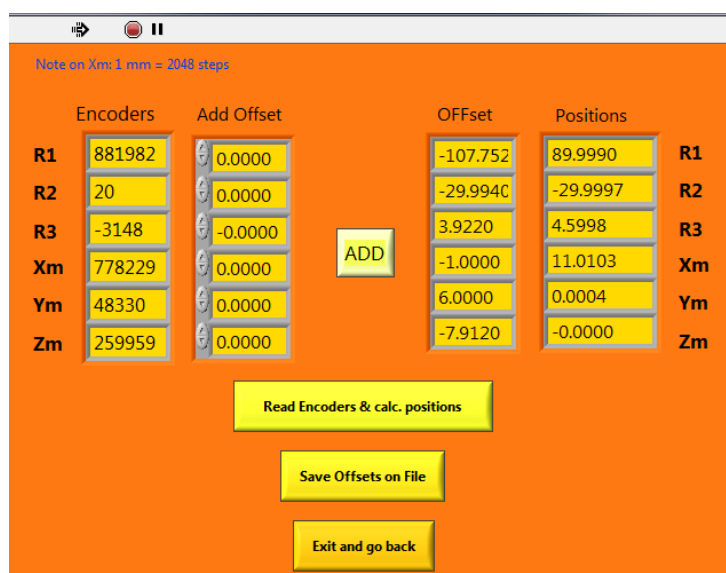 Note on Xm: 1 mm = 2048 steps
Encoders Add Offset OFFset Positions
R1 881982 0.0000 -107.752 89.9990 R1
R2 20 0.0000 -29.9940 -29.9997 R2
R3 -3148 -0.0000 3.9220 4.5998 R3
Xm 778229 0.0000 ADD -1.0000 11.0103 Xm
Ym 48330 0.0000 6.0000 0.0004 Ym
Zm 259959 0.0000 -7.9120 -0.0000 Zm
Read Encoders & calc. positions
Save Offsets on File
Exit and go back